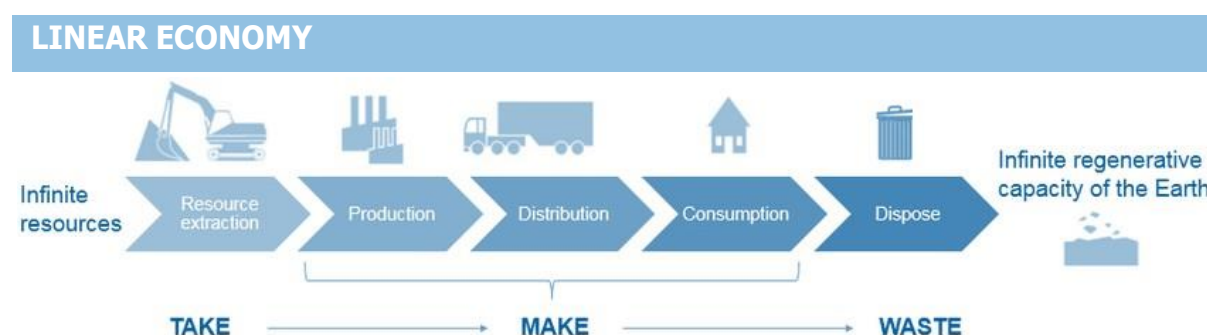 LINEAR ECONOMY
Infinite
resources
Resource
extraction
Production
Distribution
Consumption
Dispose
Infinite regenerative
capacity of the Earth
TAKE
MAKE
WASTE